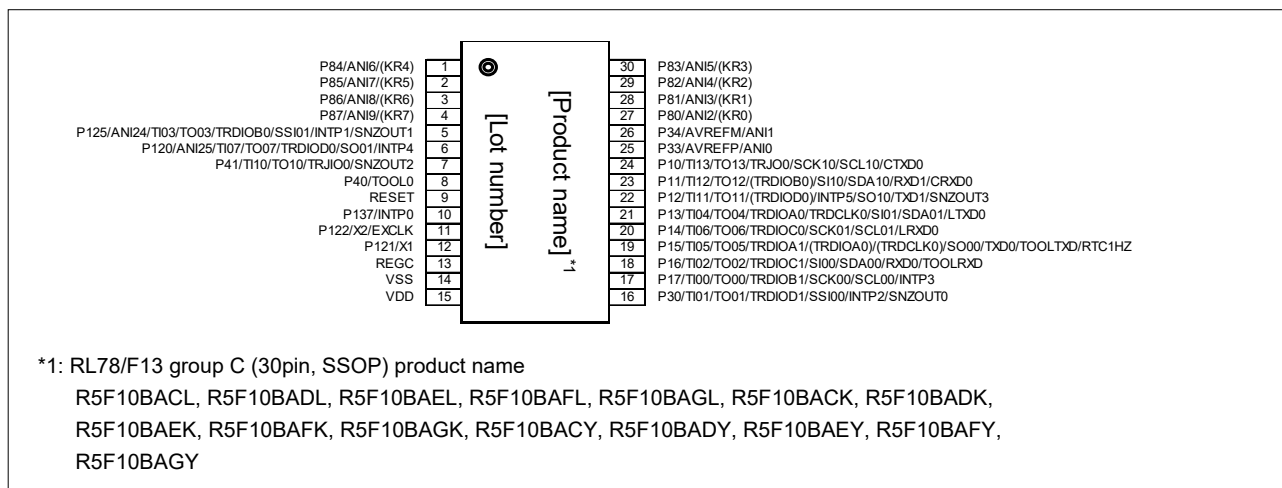 P84/ANI6/(KR4) 1
P85/ANI7/(KR5) 2
P86/ANI8/(KR6) 3
P87/ANI9/(KR7) 4
P125/ANI24/TI03/TO03/TRDIOB0/SSI01/INTP1/SNZOUT1 5
P120/ANI25/TI07/TO07/TRDIOD0/SO01/INTP4 6
P41/TI10/TO10/TRJIO0/SNZOUT2 7
P40/TOOL0 8
RESET 9
P137/INTP0 10
P122/X2/EXCLK 11
P121/X1 12
REGC 13
VSS 14
VDD 15
[Lot number]
[Product name]*1
30 P83/ANI5/(KR3)
29 P82/ANI4/(KR2)
28 P81/ANI3/(KR1)
27 P80/ANI2/(KR0)
26 P34/AVREFM/ANI1
25 P33/AVREFP/ANI0
24 P10/TI13/TO13/TRJO0/SCK10/SCL10/CTXD0
23 P11/TI12/TO12/(TRDIOB0)/SI10/SDA10/RXD1/CRXD0
22 P12/TI11/TO11/(TRDIOD0)/INTP5/SO10/TXD1/SNZOUT3
21 P13/TI04/TO04/TRDIOA0/TRDCLK0/SI01/SDA01/LTXD0
20 P14/TI06/TO06/TRDIOC0/SCK01/SCL01/LRXD0
19 P15/TI05/TO05/TRDIOA1/(TRDIOA0)/(TRDCLK0)/SO00/TXD0/TOOLTXD/RTC1HZ
18 P16/TI02/TO02/TRDIOC1/SI00/SDA00/RXD0/TOOLRXD
17 P17/TI00/TO00/TRDIOB1/SCK00/SCL00/INTP3
16 P30/TI01/TO01/TRDIOD1/SSI00/INTP2/SNZOUT0
*1: RL78/F13 group C (30pin, SSOP) product name
R5F10BACL, R5F10BADL, R5F10BAEL, R5F10BAFL, R5F10BAGL, R5F10BACK, R5F10BADK,
R5F10BAEK, R5F10BAFK, R5F10BAGK, R5F10BACY, R5F10BADY, R5F10BAEY, R5F10BAFY,
R5F10BAGY